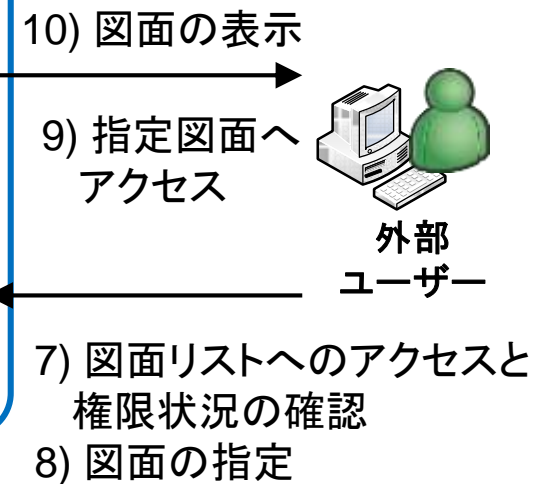 10) 図面の表示
9) 指定図面へ
アクセス
外部
ユーザー
7) 図面リストへのアクセスと
権限状況の確認
8) 図面の指定